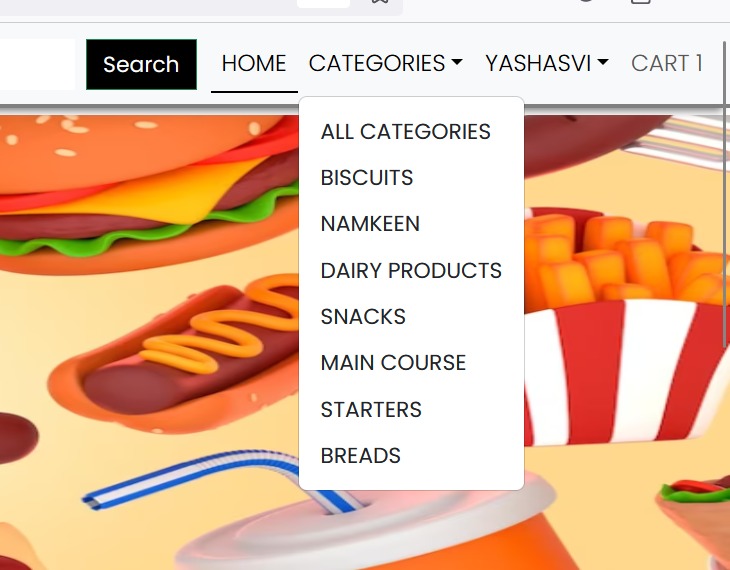 Search HOME CATEGORIES YASHASVI CART 1
ALL CATEGORIES
BISCUITS
NAMKEEN
DAIRY PRODUCTS
SNACKS
MAIN COURSE
STARTERS
BREADS